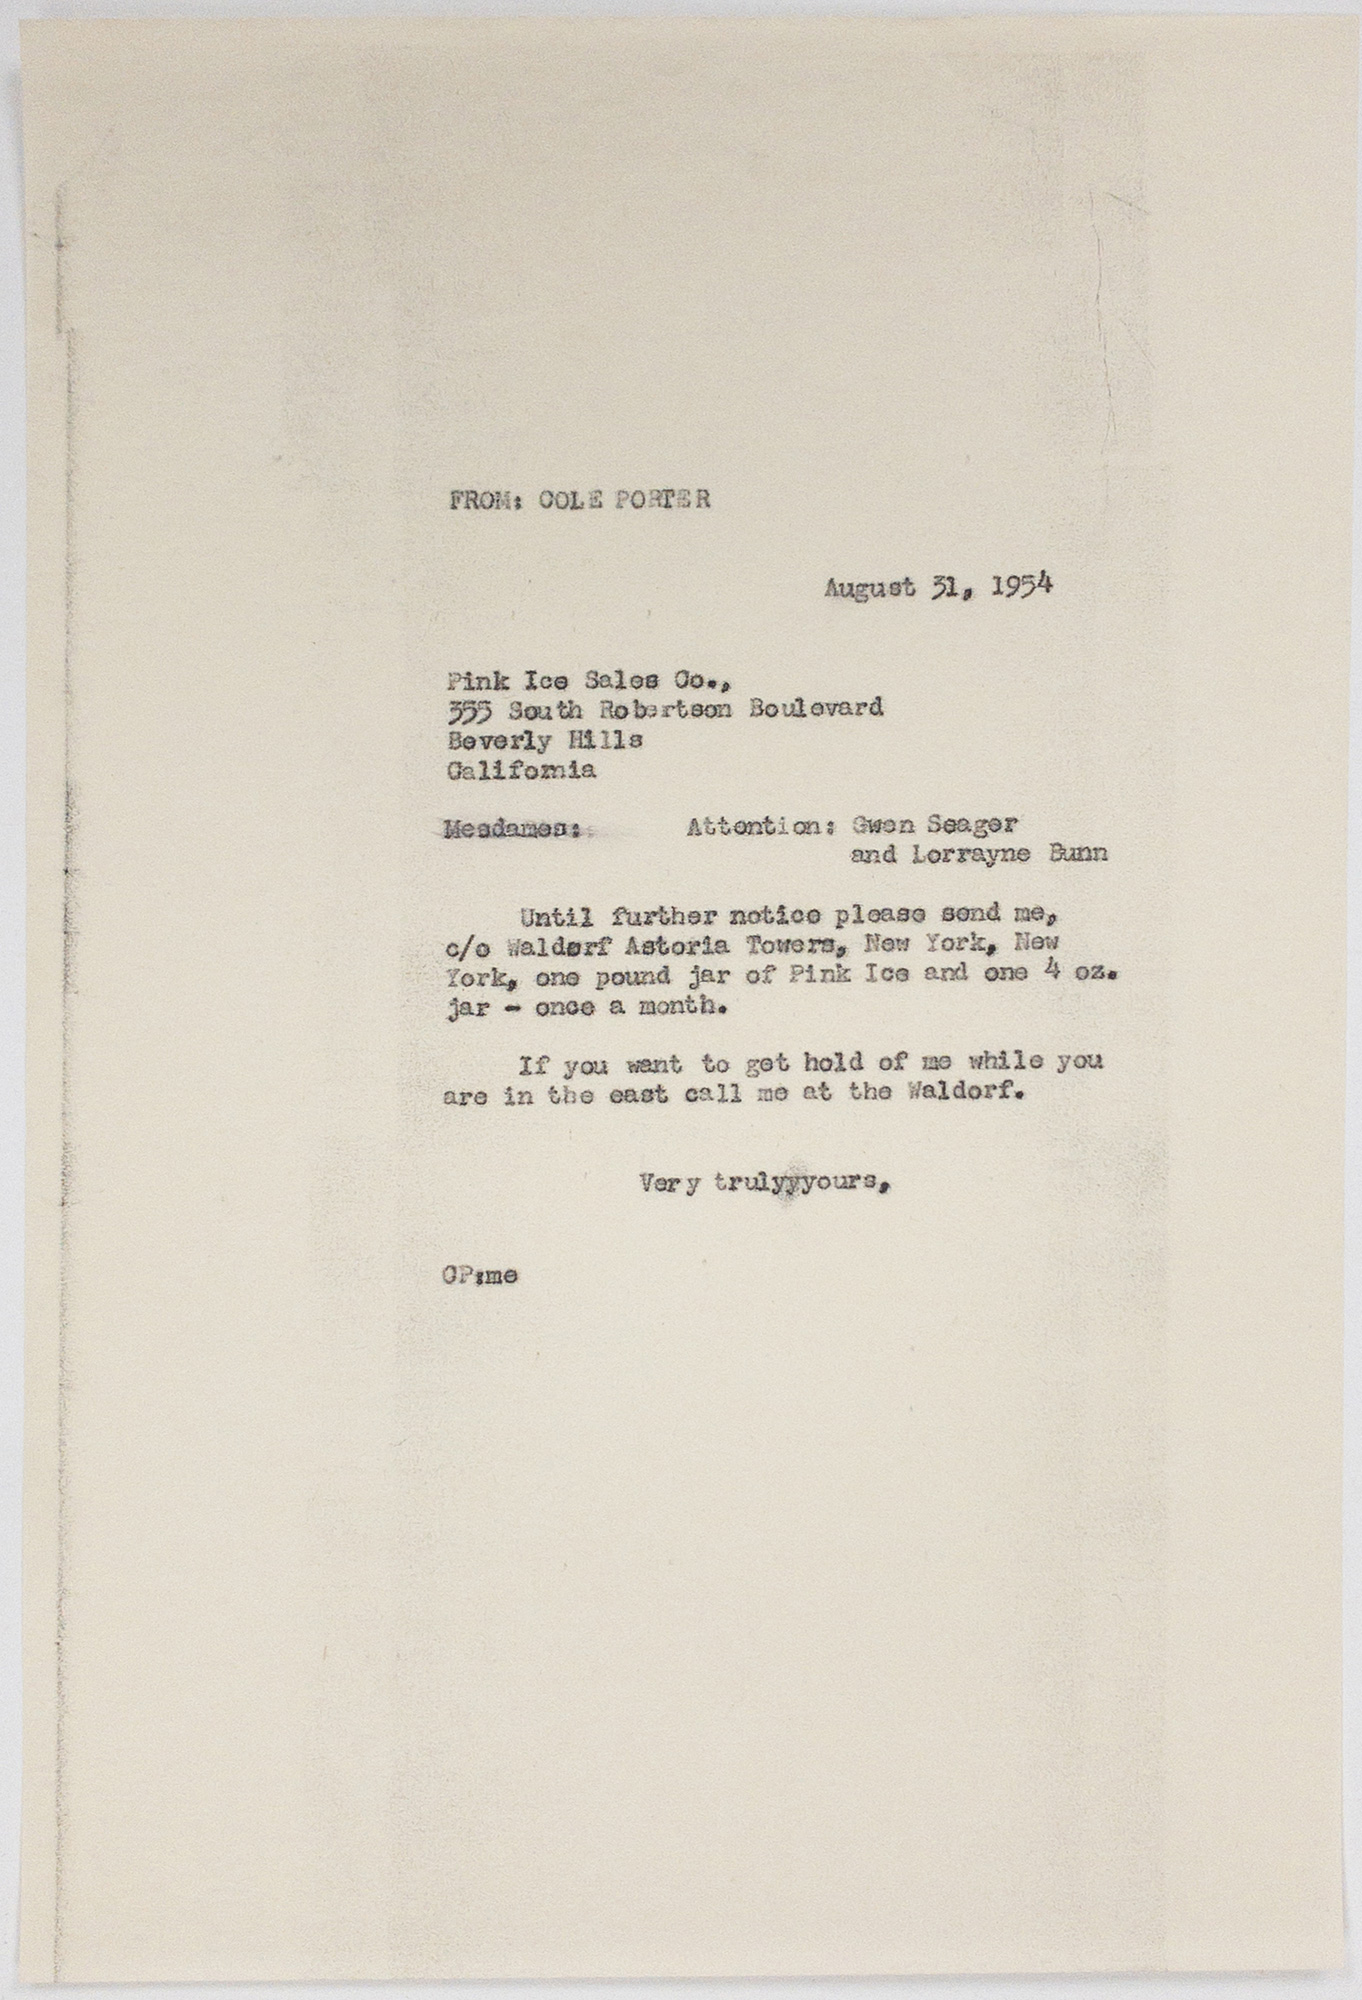 FROM: COLE PORTER
August 31, 1954
Pink Ice Sales Co.,
355 South Robertson Boulevard
Beverly Hills
California
Mesdames: Attention: Gwen Seager
and Lorrayne Bunn
Until further notice please send me,
c/o Waldorf Astoria Towers, New York, New
York, one pound jar of Pink Ice and one 4 oz.
jar - once a month.
If you want to get hold of me while you
are in the east call me at the Waldorf.
Very trulyyyours,
CP:me